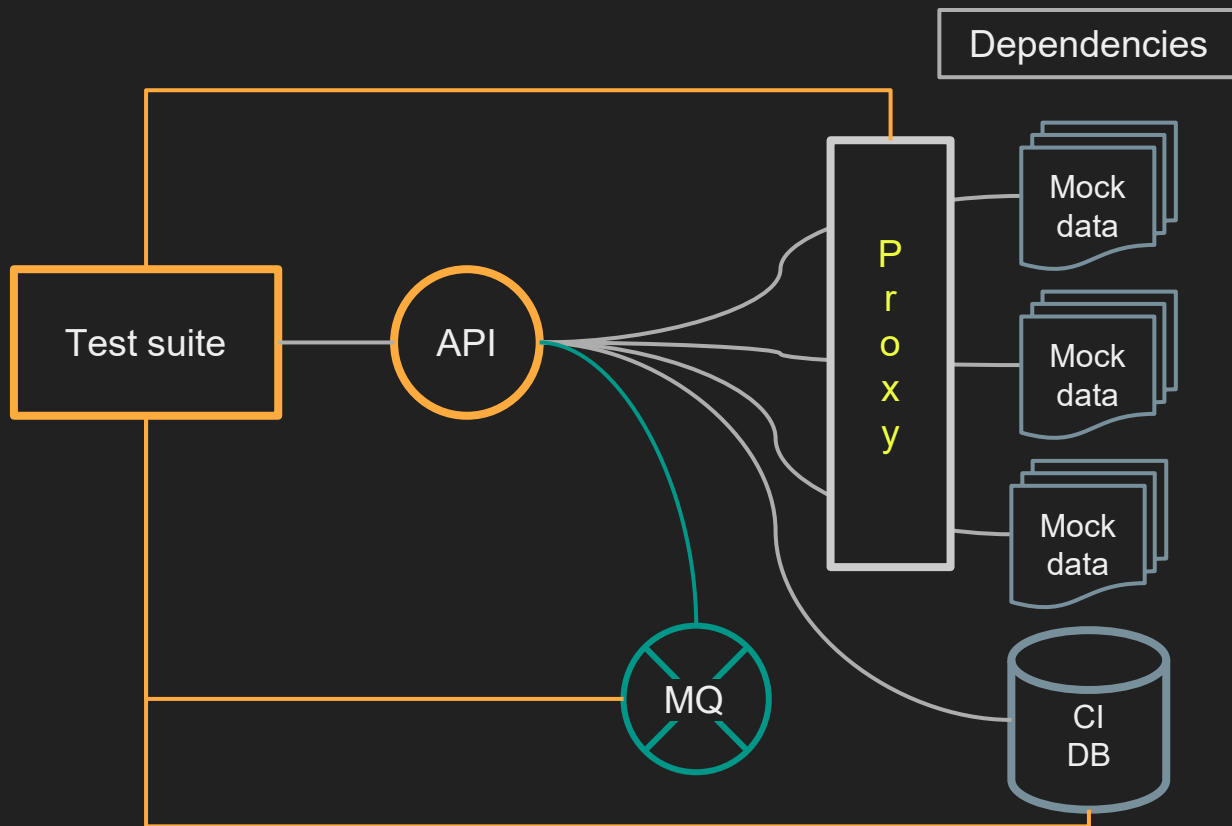 Dependencies
Mock
data
P
r
o
x
y
Test suite
API
Mock
data
Mock
data
MQ
CI
DB